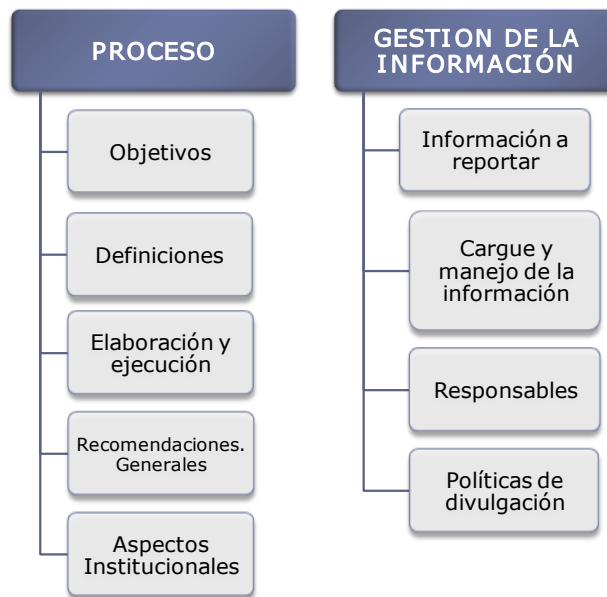 PROCESO
Objetivos
Definiciones
Elaboración y
ejecución
Recomendaciones.
Generales
Aspectos
Institucionales
GESTION DE LA
INFORMACIÓN
Información a
reportar
Cargue y
manejo de la
información
Responsables
Políticas de
divulgación